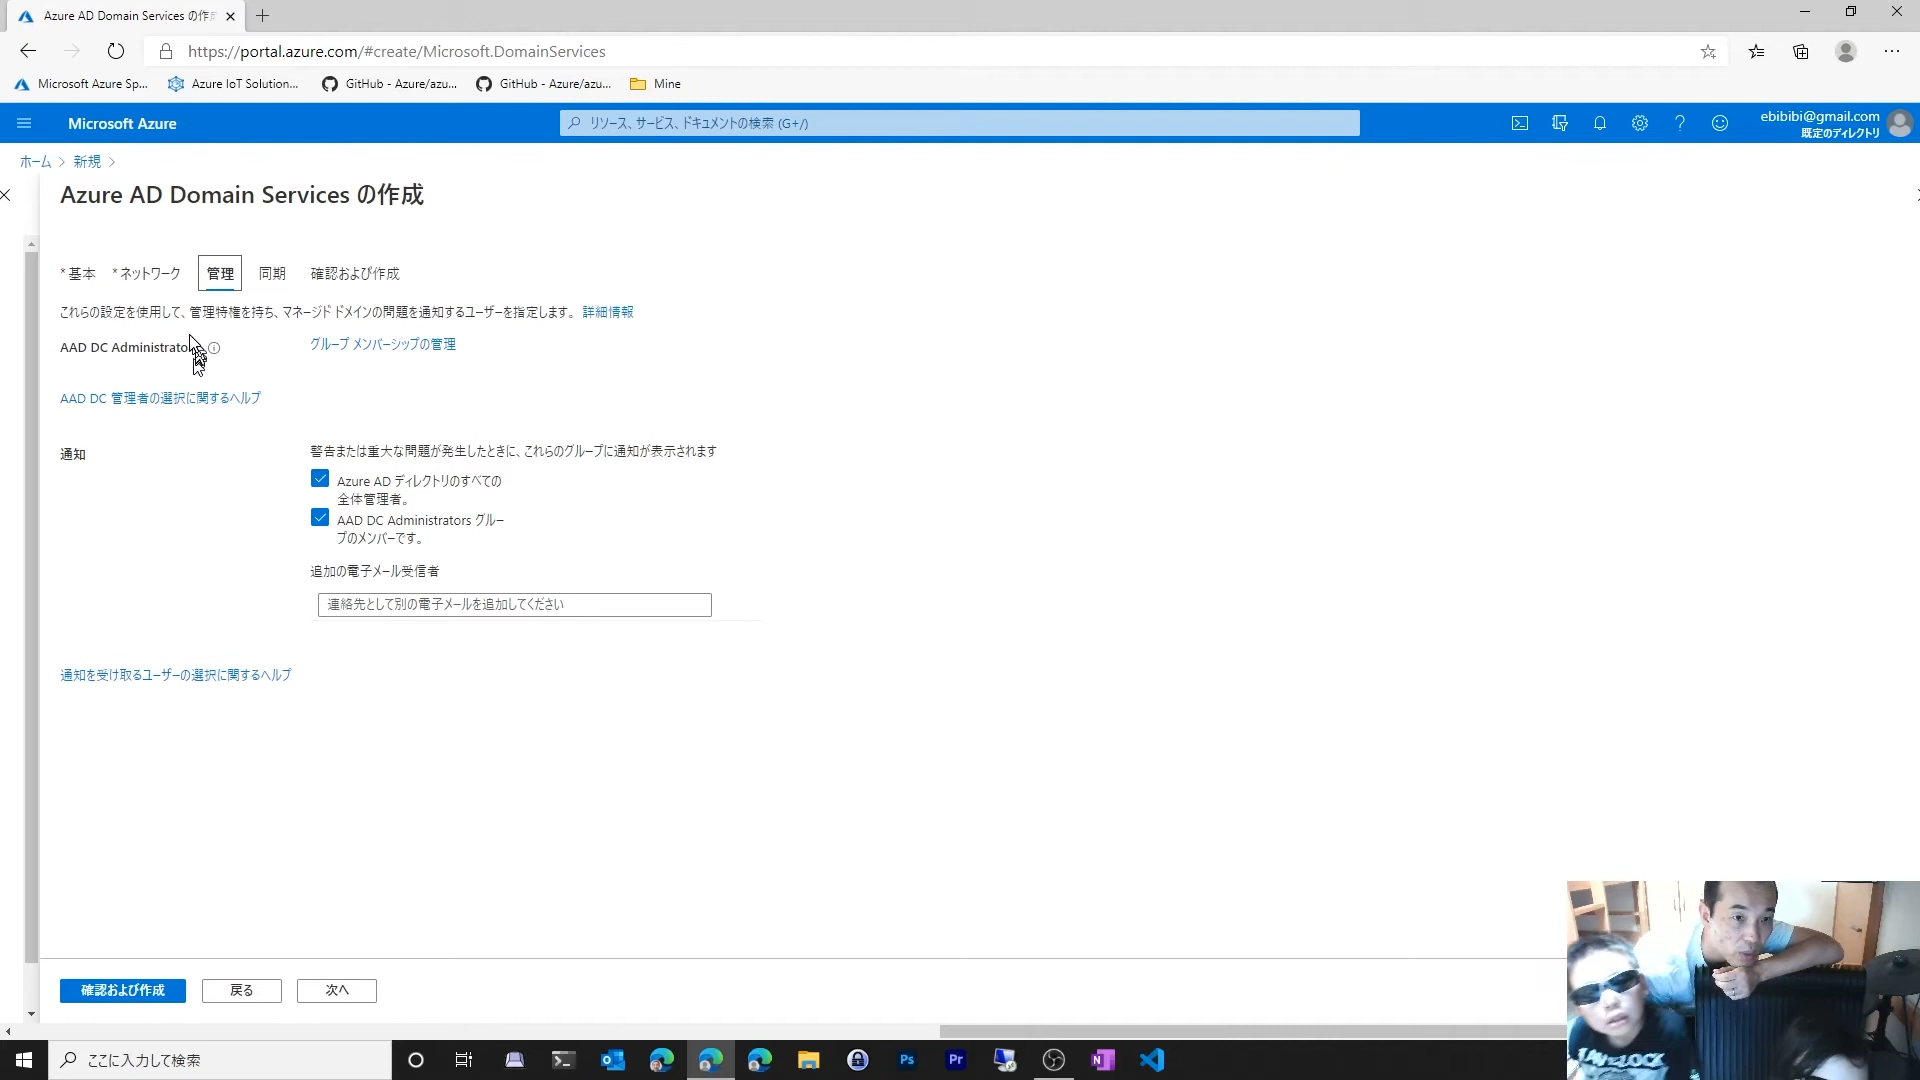 Azure AD Domain Services の作成
https://portal.azure.com/#create/Microsoft.DomainServices
Microsoft Azure Sp...
Azure IoT Solution...
GitHub - Azure/azu...
GitHub - Azure/azu...
Mine
Microsoft Azure
リソース、サービス、ドキュメントの検索 (G+/)
ebibibi@gmail.com
既定のディレクトリ
ホーム > 新規 >
Azure AD Domain Services の作成
* 基本
* ネットワーク
管理
同期
確認および作成
これらの設定を使用して、管理特権を持ち、マネージド ドメインの問題を通知するユーザーを指定します。 詳細情報
AAD DC Administrato
グループ メンバーシップの管理
AAD DC 管理者の選択に関するヘルプ
通知
警告または重大な問題が発生したときに、これらのグループに通知が表示されます
Azure AD ディレクトリのすべての
全体管理者。
AAD DC Administrators グルー
プのメンバーです。
追加の電子メール受信者
連絡先として別の電子メールを追加してください
通知を受け取るユーザーの選択に関するヘルプ
確認および作成
戻る
次へ
ここに入力して検索
Ps
Pr